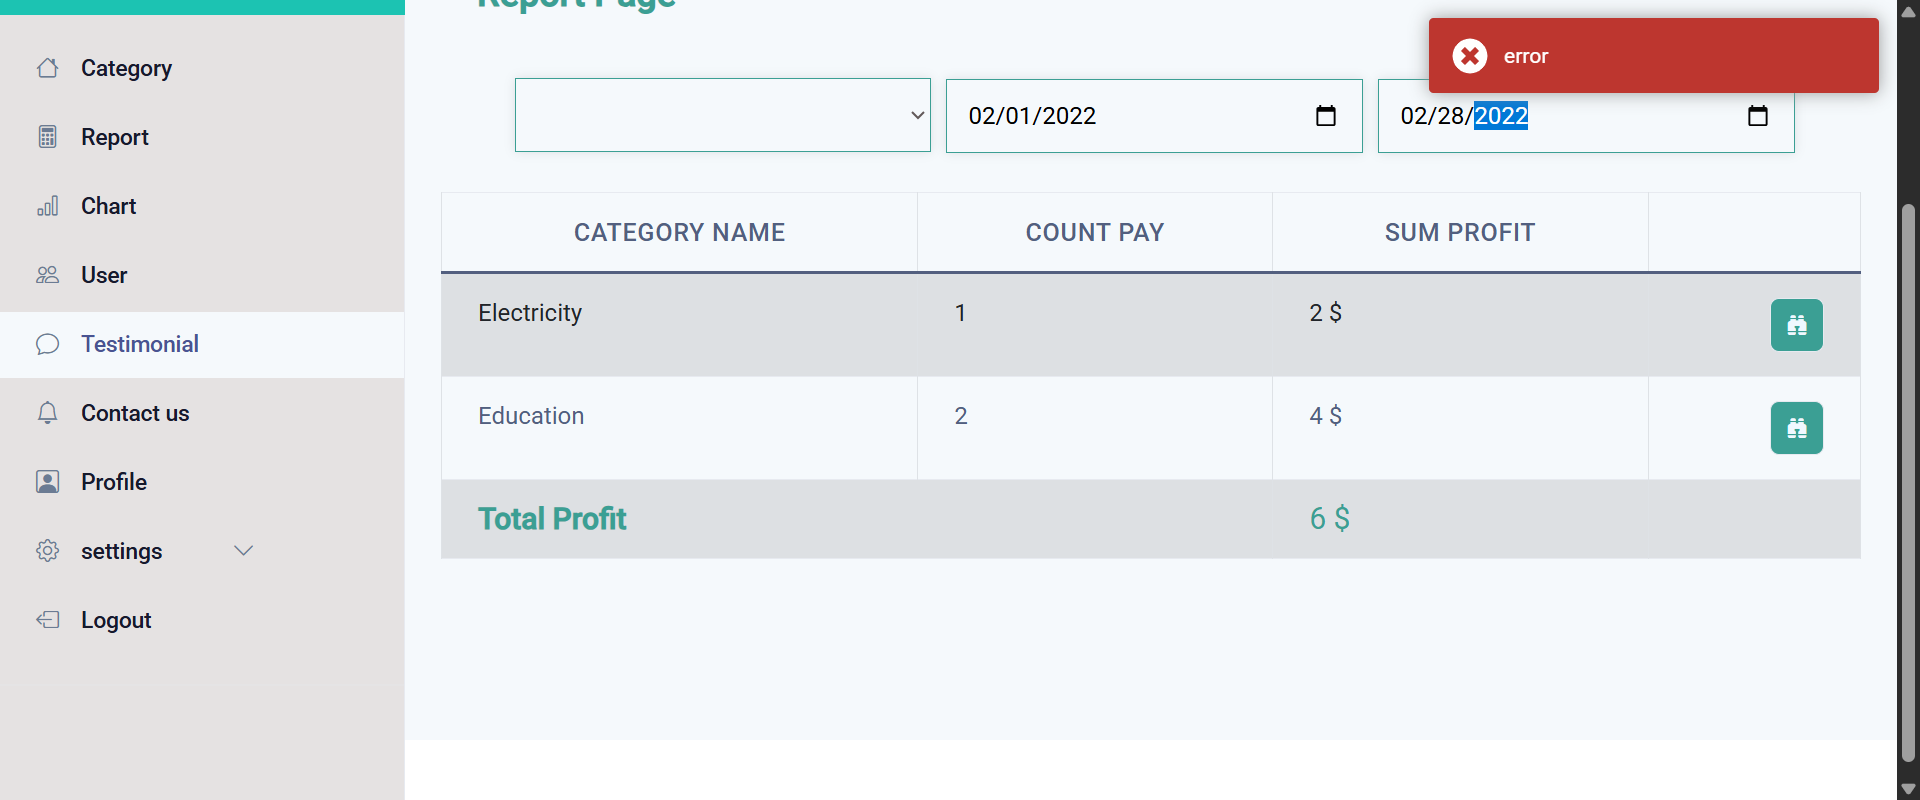 Report Page
error
Category
Report
Chart
User
Testimonial
Contact us
Profile
settings
Logout
02/01/2022
02/28/2022
CATEGORY NAME COUNT PAY SUM PROFIT
Electricity 1 2 $
Education 2 4 $
Total Profit 6 $